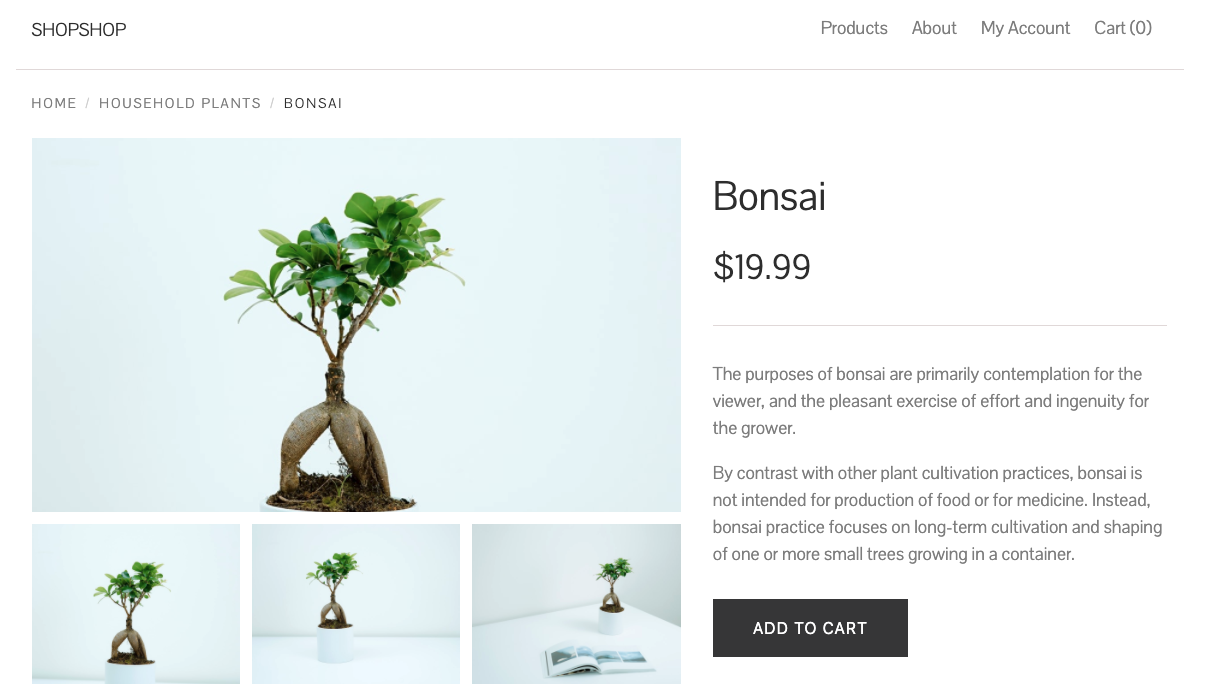 SHOPSHOP
Products About My Account Cart (0)
HOME / HOUSEHOLD PLANTS / BONSAI
Bonsai
$19.99
The purposes of bonsai are primarily contemplation for the
viewer, and the pleasant exercise of effort and ingenuity for
the grower.
By contrast with other plant cultivation practices, bonsai is
not intended for production of food or for medicine. Instead,
bonsai practice focuses on long-term cultivation and shaping
of one or more small trees growing in a container.
ADD TO CART